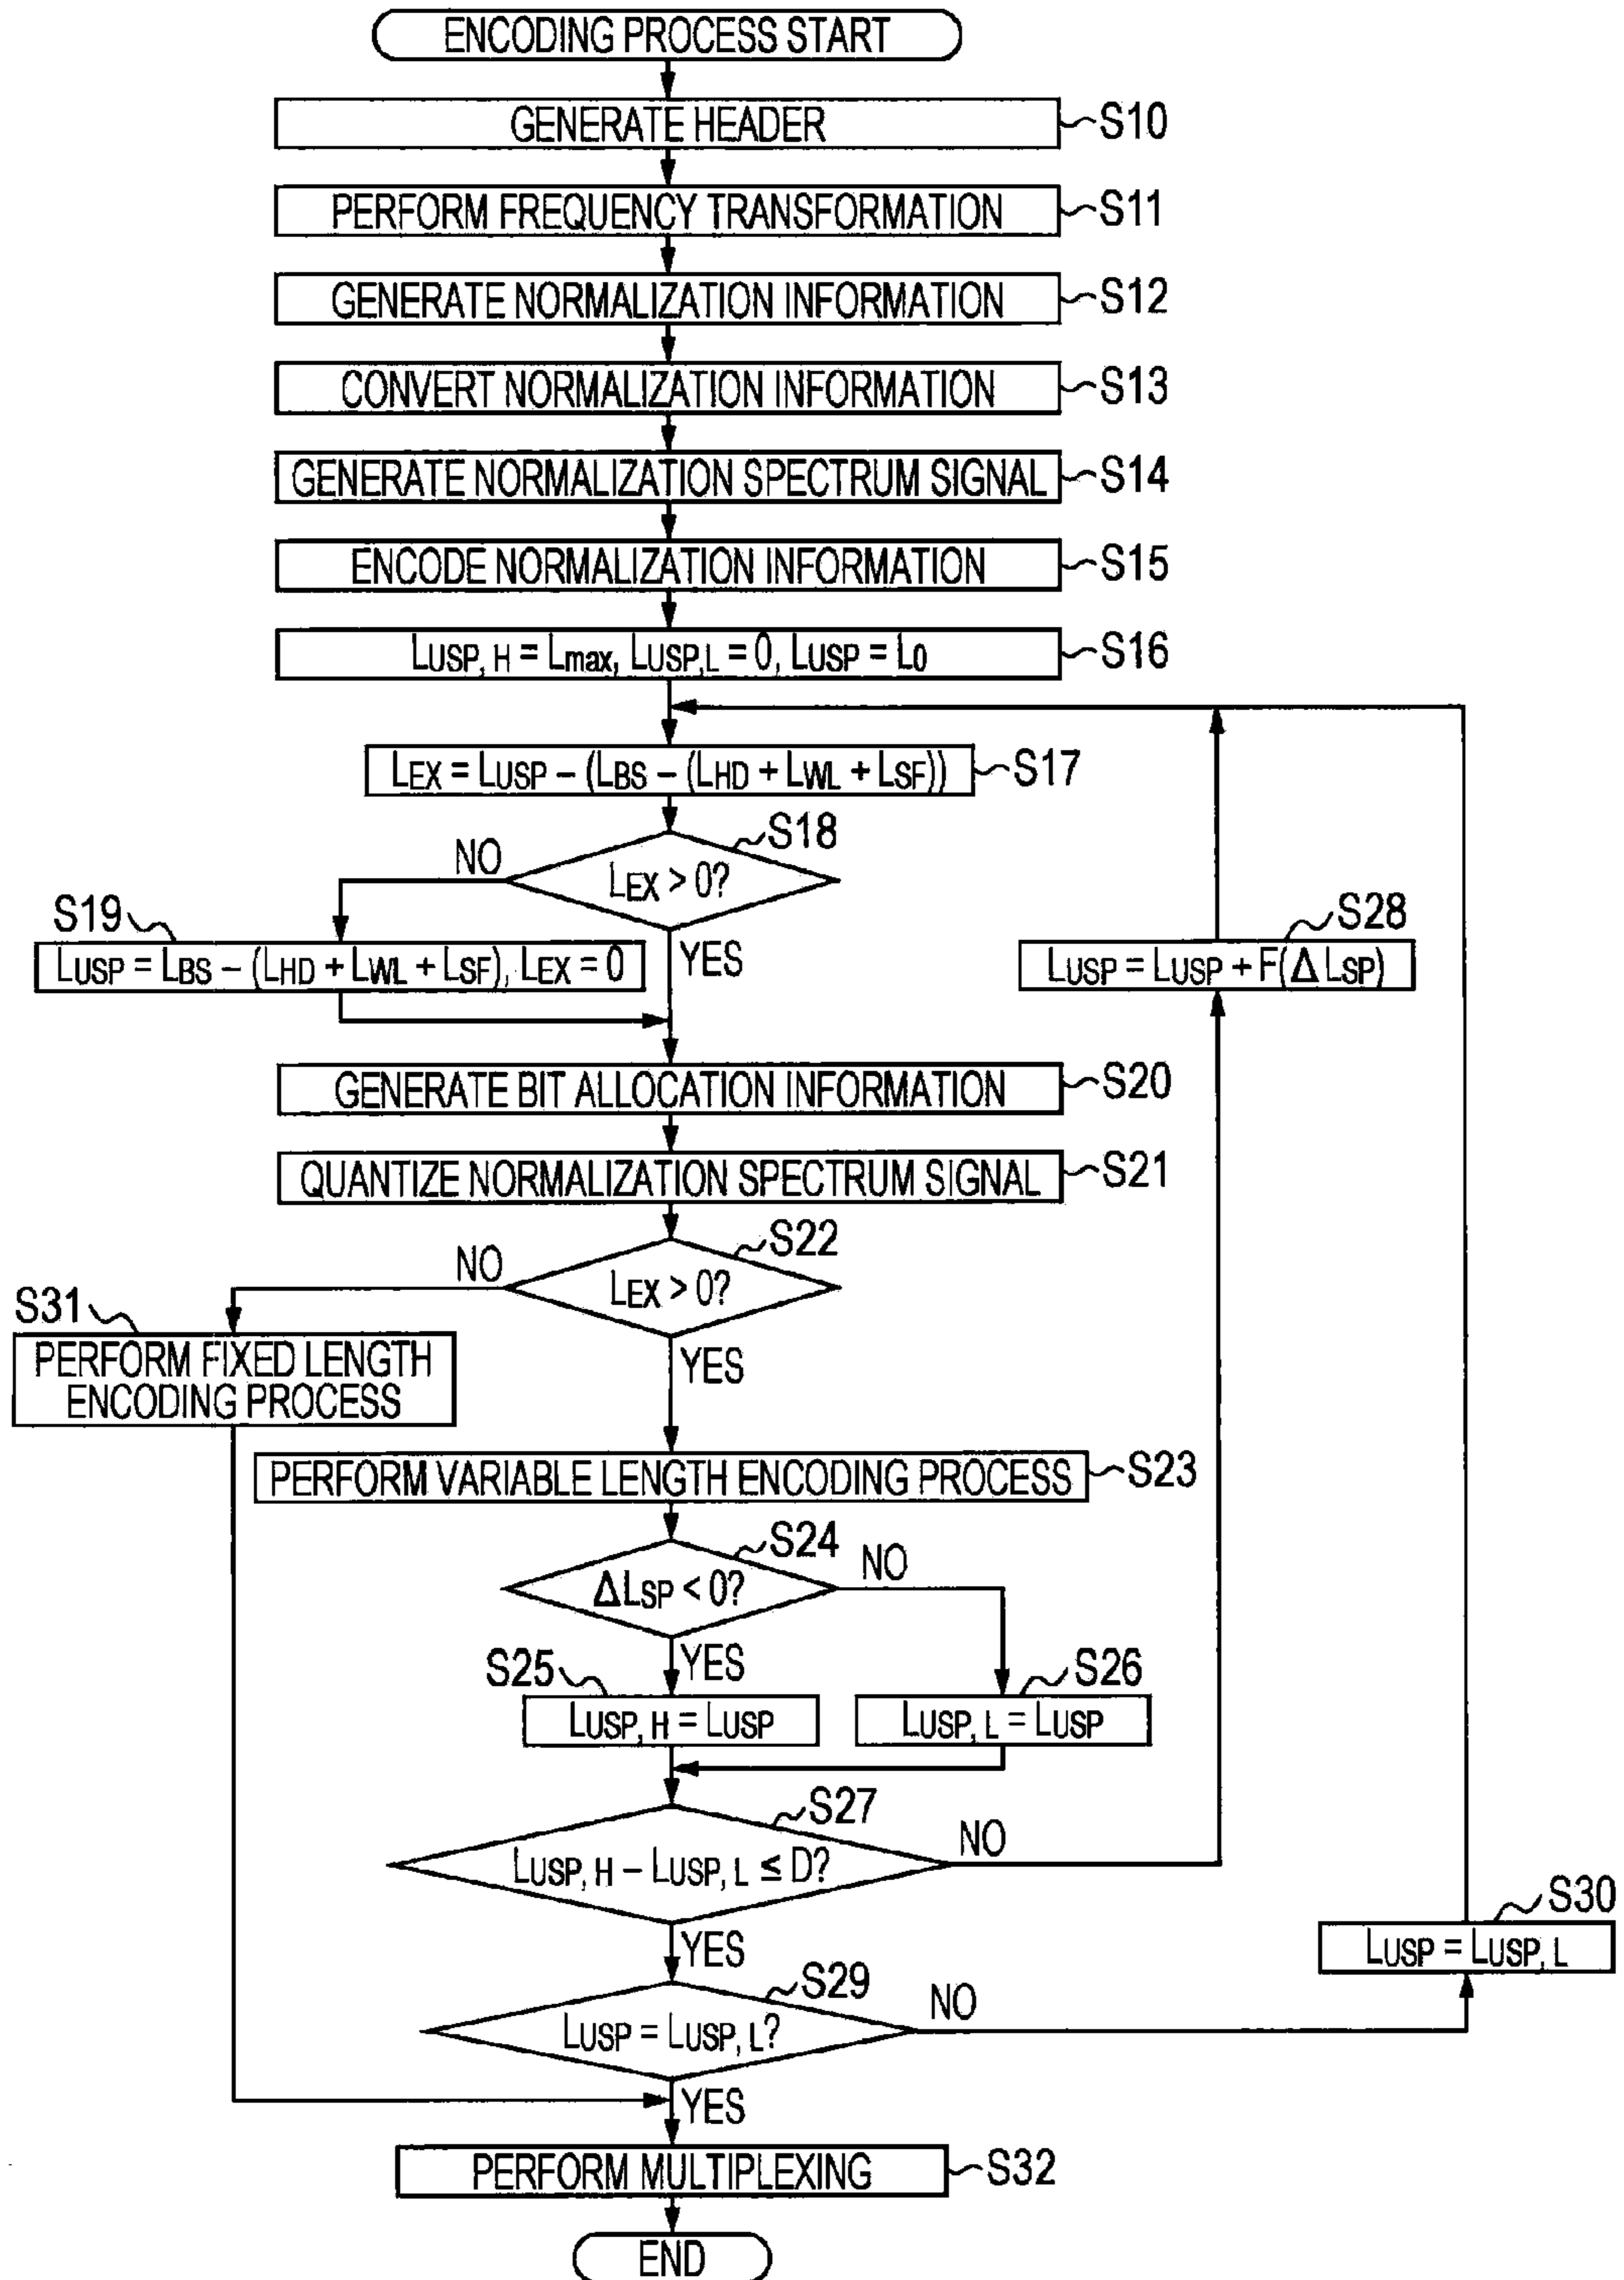 ENCODING PROCESS START
GENERATE HEADER
S10
PERFORM FREQUENCY TRANSFORMATION
S11
GENERATE NORMALIZATION INFORMATION
S12
CONVERT NORMALIZATION INFORMATION
S13
GENERATE NORMALIZATION SPECTRUM SIGNAL
S14
ENCODE NORMALIZATION INFORMATION
S15
LUSP, H = Lmax, LUSP,L = 0, LUSP = L0
S16
LEX = LUSP – (LBS – (LHD + LWL + LSF))
S17
S18
LEX > 0?
NO
YES
S19
LUSP = LBS – (LHD + LWL + LSF), LEX = 0
S28
LUSP = LUSP + F(Δ LSP)
GENERATE BIT ALLOCATION INFORMATION
S20
QUANTIZE NORMALIZATION SPECTRUM SIGNAL
S21
S22
LEX > 0?
NO
YES
S31
PERFORM FIXED LENGTH
ENCODING PROCESS
PERFORM VARIABLE LENGTH ENCODING PROCESS
S23
S24
ΔLSP < 0?
NO
YES
S25
LUSP, H = LUSP
S26
LUSP, L = LUSP
S27
LUSP, H – LUSP, L ≤ D?
NO
YES
S30
LUSP = LUSP, L
S29
LUSP = LUSP, L?
NO
YES
PERFORM MULTIPLEXING
S32
END